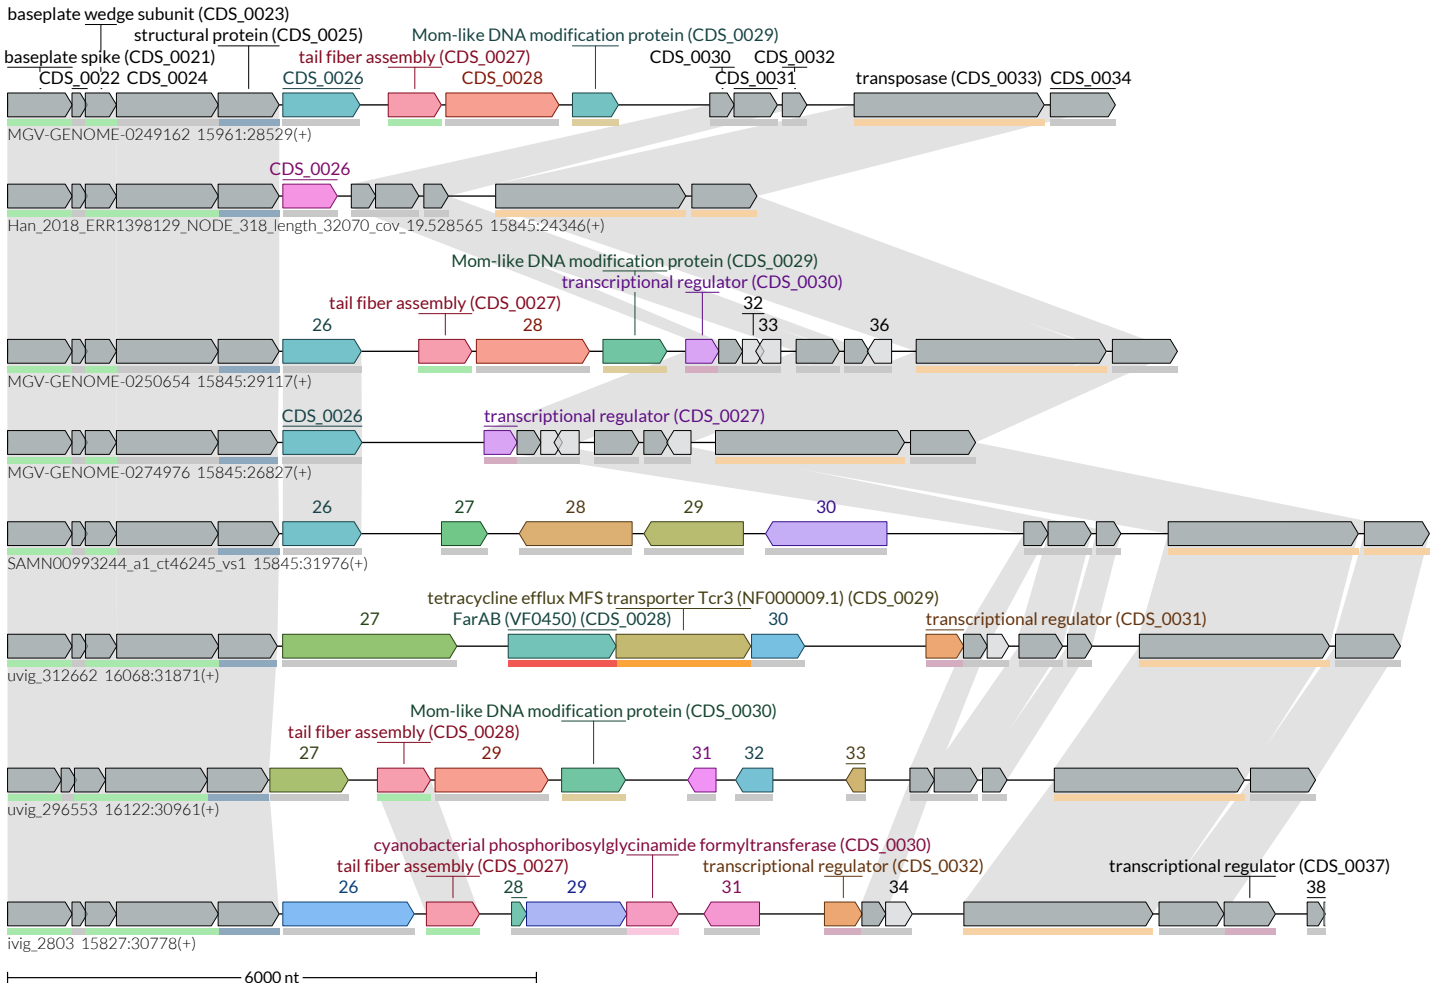 baseplate wedge subunit (CDS_0023)
structural protein (CDS_0025) Mom-like DNA modification protein (CDS_0029)
baseplate spike (CDS_0021) tail fiber assembly (CDS_0027) CDS_0030 CDS_0032
CDS_0022 CDS_0024 CDS_0026 CDS_0028 CDS_0031 transposase (CDS_0033) CDS_0034
MGV-GENOME-0249162 15961:28529(+)
CDS_0026
Han_2018_ERR1398129_NODE_318_length_32070_cov_19.528565 15845:24346(+)
Mom-like DNA modification protein (CDS_0029)
transcriptional regulator (CDS_0030)
tail fiber assembly (CDS_0027) 32
26 28 33 36
MGV-GENOME-0250654 15845:29117(+)
CDS_0026 transcriptional regulator (CDS_0027)
MGV-GENOME-0274976 15845:26827(+)
26 27 28 29 30
SAMN00993244_a1_ct46245_vs1 15845:31976(+)
tetracycline efflux MFS transporter Tcr3 (NF000009.1) (CDS_0029)
27 FarAB (VF0450) (CDS_0028) 30 transcriptional regulator (CDS_0031)
uvig_312662 16068:31871(+)
Mom-like DNA modification protein (CDS_0030)
tail fiber assembly (CDS_0028)
27 29 31 32 33
uvig_296553 16122:30961(+)
cyanobacterial phosphoribosylglycinamide formyltransferase (CDS_0030)
tail fiber assembly (CDS_0027) transcriptional regulator (CDS_0032) transcriptional regulator (CDS_0037)
26 28 29 31 34 38
ivig_2803 15827:30778(+)
6000 nt